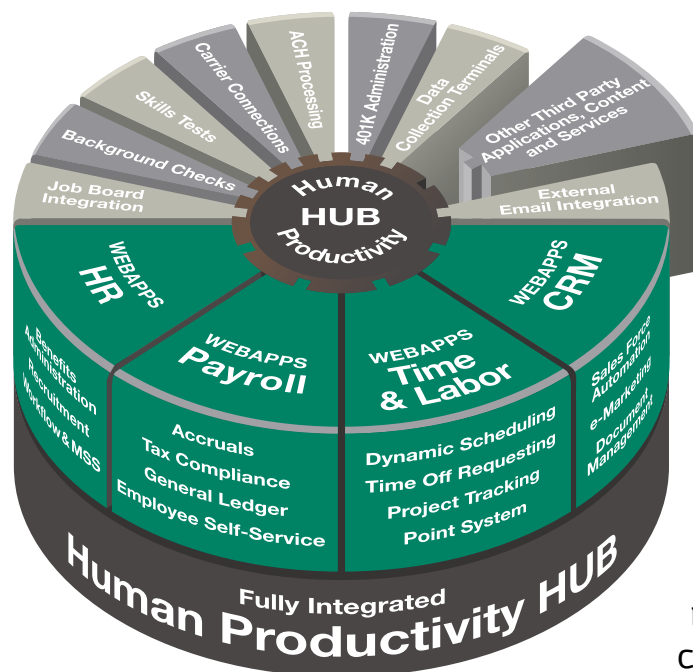 Job Board
Integration
Background Checks
Skills Tests
Carrier Connections
ACH Processing
401K Administration
Data
Collection Terminals
Other Third Party
Applications, Content
and Services
External
Email Integration
Human
HUB
Productivity
WEBAPPS
HR
Benefits
Administration
Recruitment
Workflow & MSS
WEBAPPS
Payroll
Accruals
Tax Compliance
General Ledger
Employee Self-Service
WEBAPPS
Time
& Labor
Dynamic Scheduling
Time Off Requesting
Project Tracking
Point System
WEBAPPS
CRM
Sales Force
Automation
e-Marketing
Document
Management
Fully Integrated
Human Productivity HUB